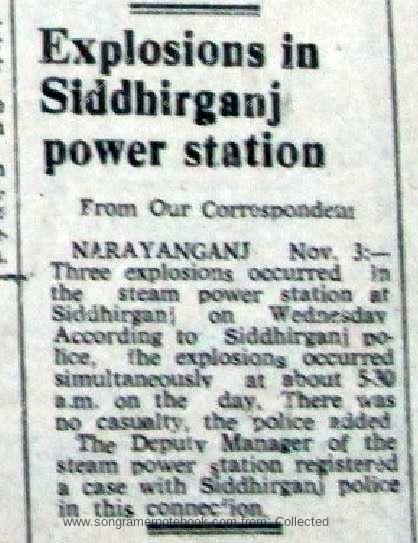 Explosions in
Siddhirganj
power station
From Our Correspondent
NARAYANGANJ Nov. 3:—
Three explosions occurred in
the steam power station at
Siddhirganj on Wednesday
According to Siddhirganj po-
lice, the explosions occurred
simultaneously at about 5-30
a.m. on the day. There was
no casualty, the police added
The Deputy Manager of the
steam power station registered
a case with Siddhirganj police
in this connection.
www.songramernotebook.com from: Collected